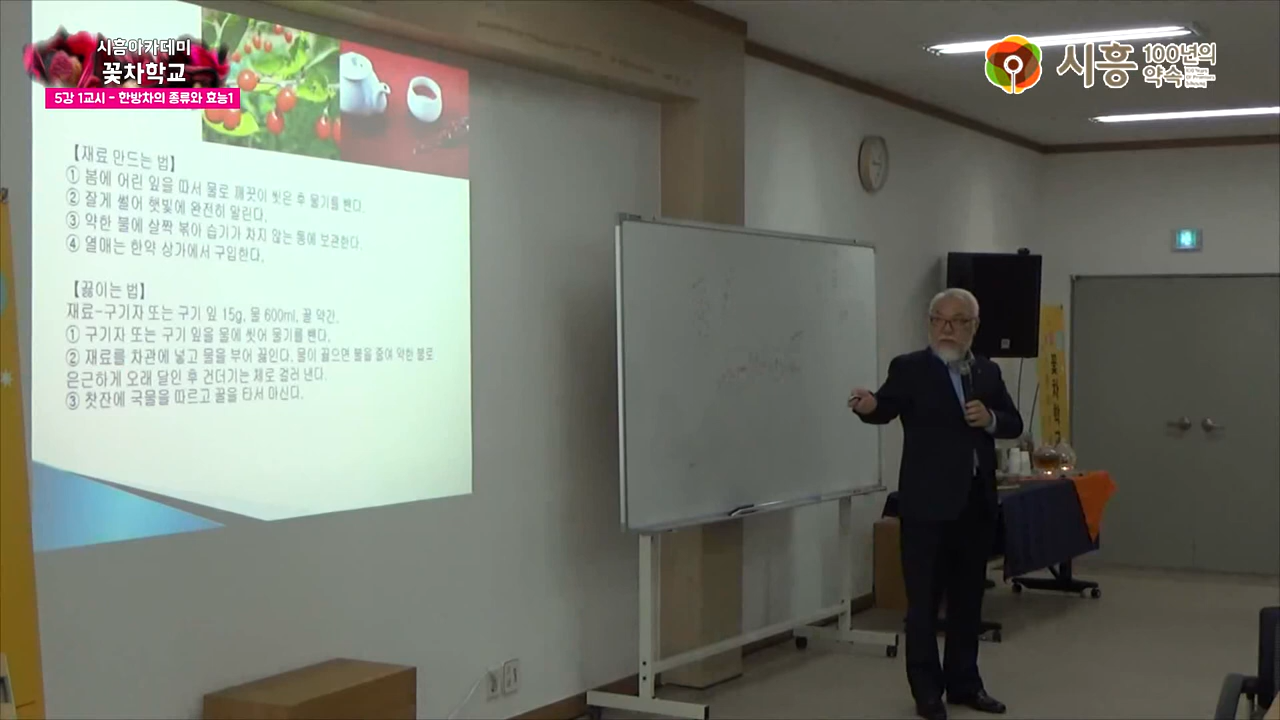 시흥아카데미
꽃차학교
5강 1교시 - 한방차의 종류와 효능1
시흥 100년의 약속
【재료 만드는 법】
① 봄에 어린 잎을 따서 물로 깨끗이 씻은 후 물기를 뺀다.
② 잘게 썰어 햇빛에 완전히 말린다.
③ 약한 불에 살짝 볶아 습기가 차지 않는 통에 보관한다.
④ 열매는 한약 상가에서 구입한다.
【끓이는 법】
재료-구기자 또는 구기 잎 15g, 물 600ml, 꿀 약간.
① 구기자 또는 구기 잎을 물에 씻어 물기를 뺀다.
② 재료를 차관에 넣고 물을 부어 끓인다. 물이 끓으면 불을 줄여 약한 불로
은근하게 오래 달인 후 건더기는 체로 걸러 낸다.
③ 찻잔에 국물을 따르고 꿀을 타서 마신다.
꽃차학교